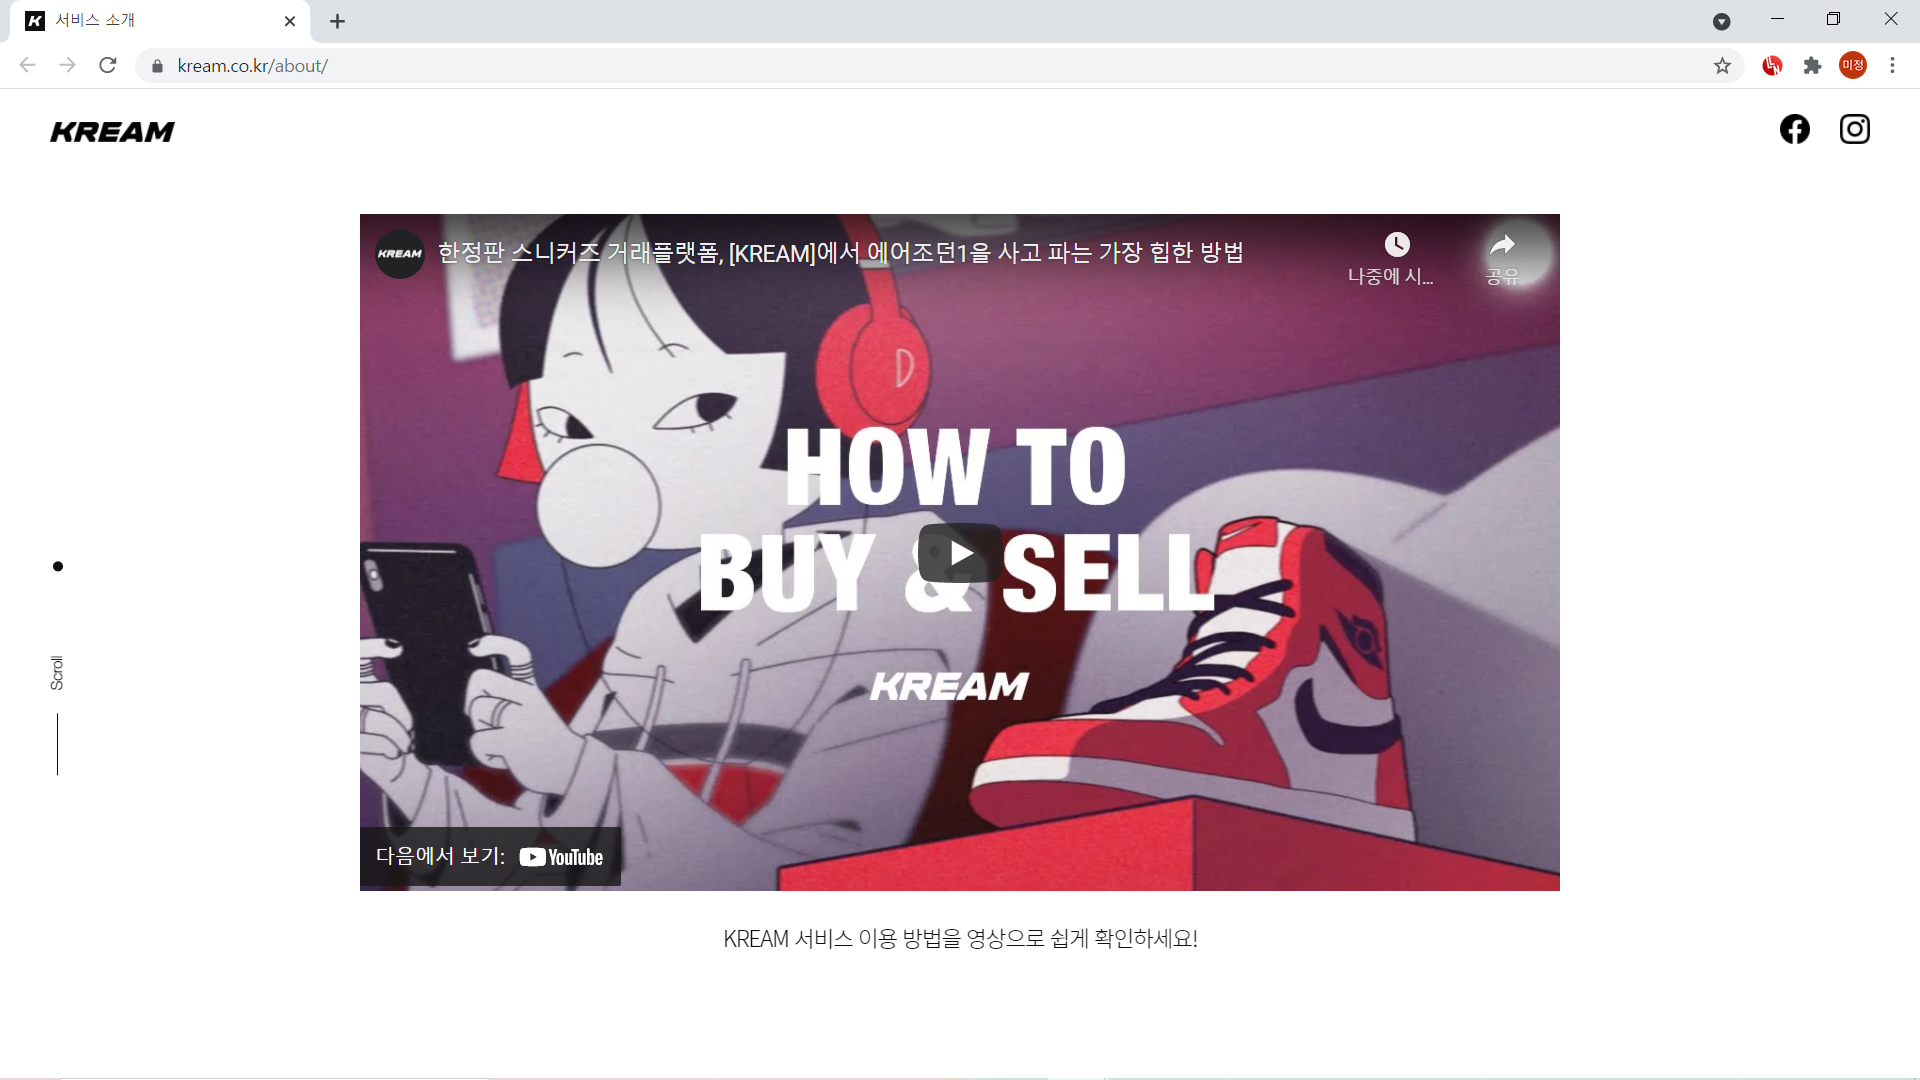 서비스 소개
kream.co.kr/about/
미정
KREAM
KREAM
한정판 스니커즈 거래플랫폼, [KREAM]에서 에어조던1을 사고 파는 가장 힙한 방법
나중에 시...
공유
HOW TO
BUY & SELL
KREAM
Scroll
다음에서 보기: YouTube
KREAM 서비스 이용 방법을 영상으로 쉽게 확인하세요!